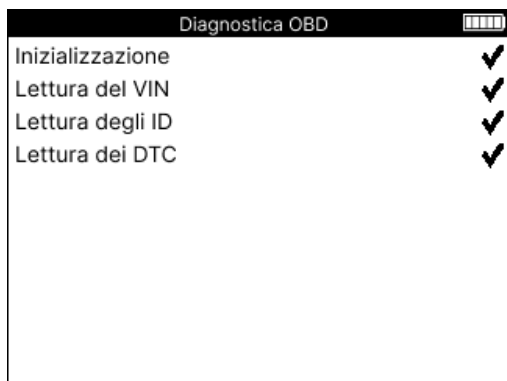 Diagnostica OBD
Inizializzazione
Lettura del VIN
Lettura degli ID
Lettura dei DTC